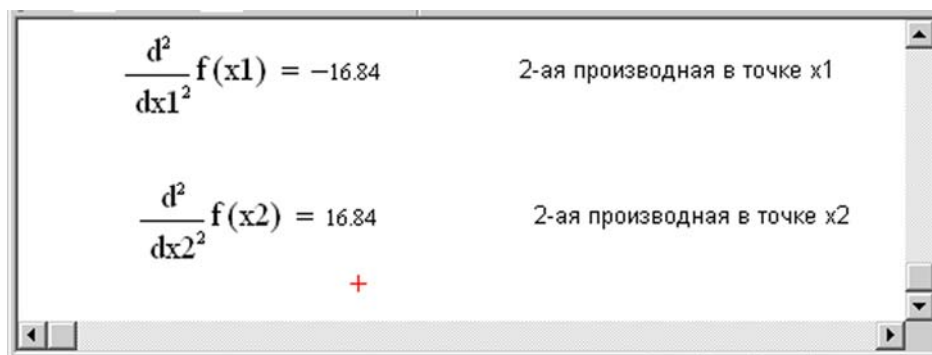 d²
―― f(x1) = −16.84 2-ая производная в точке x1
dx1²
d²
―― f(x2) = 16.84 2-ая производная в точке x2
dx2²